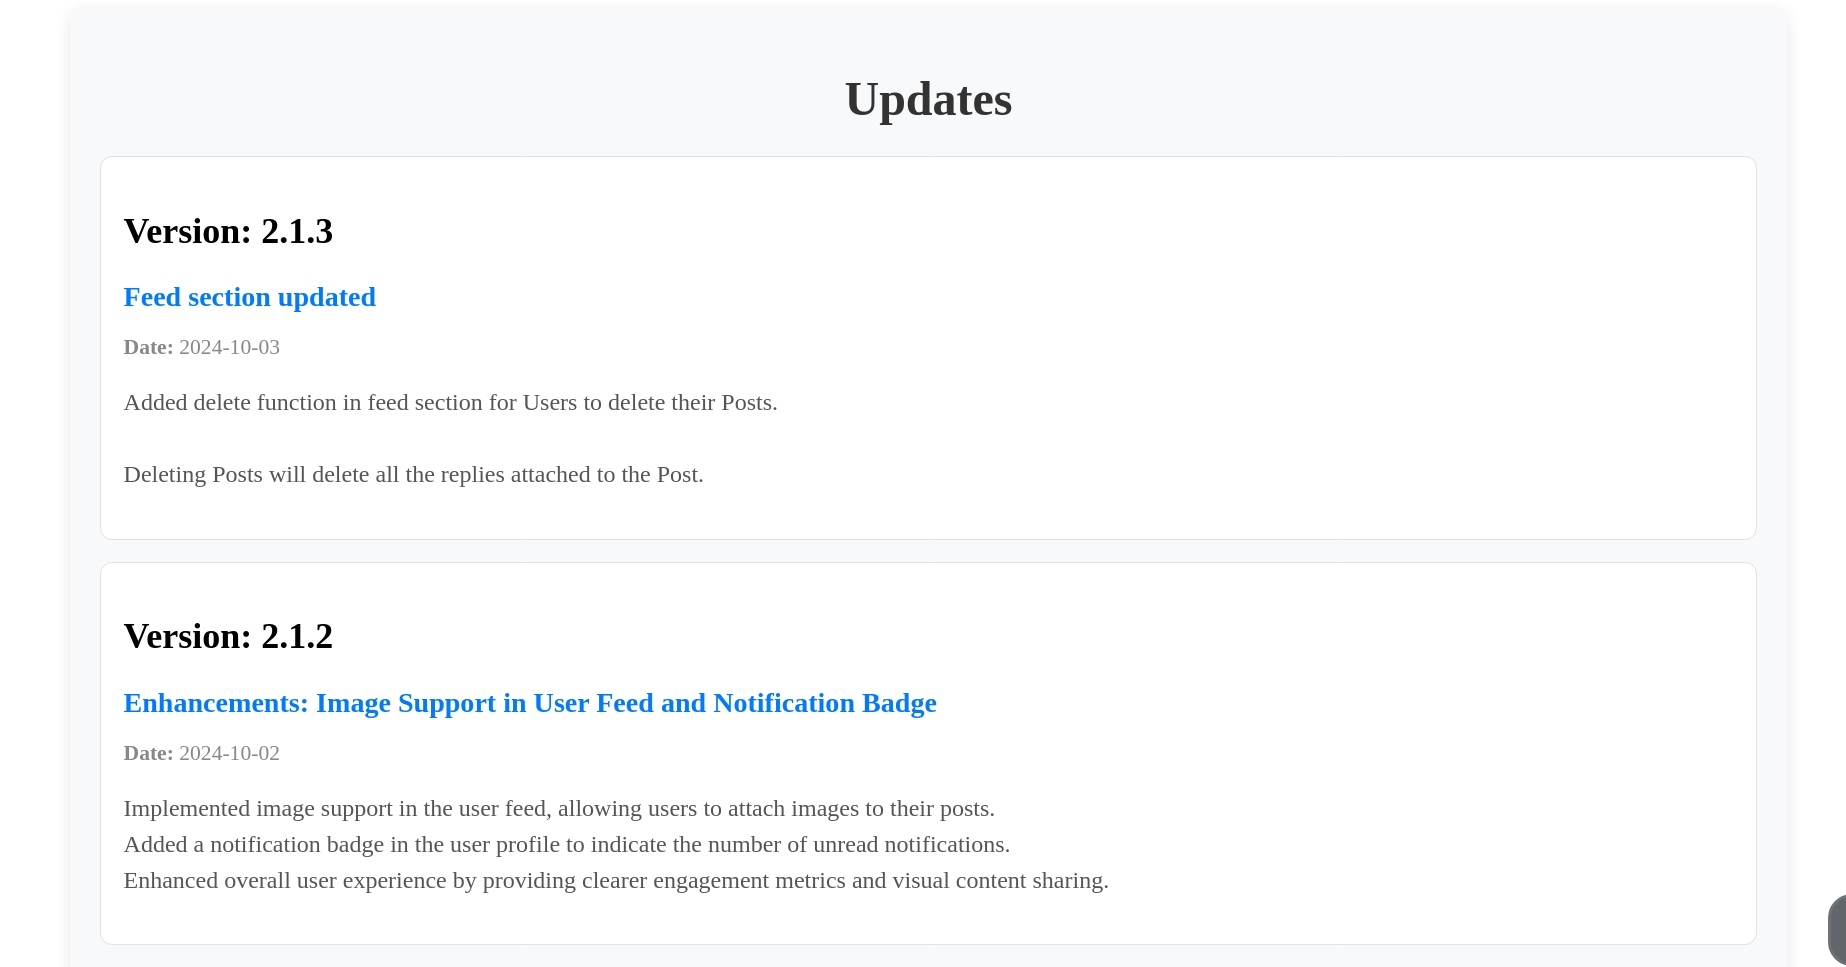 Updates
Version: 2.1.3
Feed section updated
Date: 2024-10-03
Added delete function in feed section for Users to delete their Posts.
Deleting Posts will delete all the replies attached to the Post.
Version: 2.1.2
Enhancements: Image Support in User Feed and Notification Badge
Date: 2024-10-02
Implemented image support in the user feed, allowing users to attach images to their posts.
Added a notification badge in the user profile to indicate the number of unread notifications.
Enhanced overall user experience by providing clearer engagement metrics and visual content sharing.